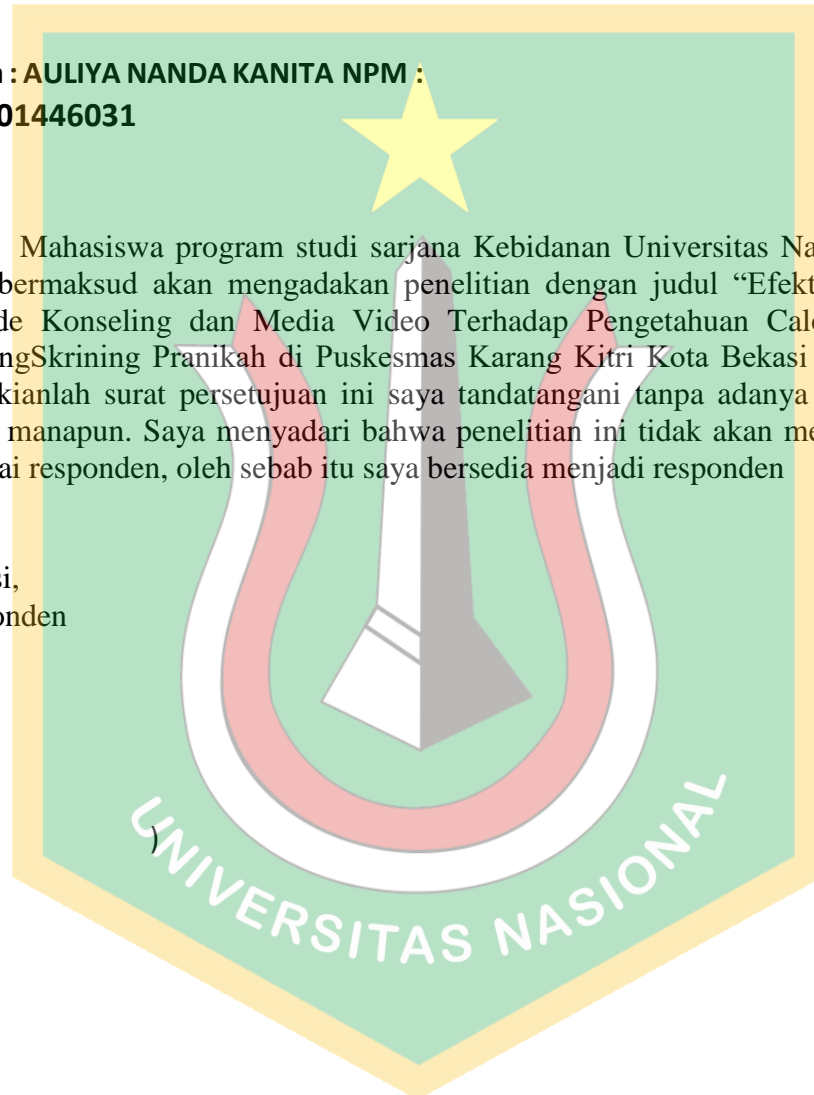 n : AULIYA NANDA KANITA NPM :
01446031
Mahasiswa program studi sarjana Kebidanan Universitas Na
bermaksud akan mengadakan penelitian dengan judul “Efekt
de Konseling dan Media Video Terhadap Pengetahuan Calo
ngSkrining Pranikah di Puskesmas Karang Kitri Kota Bekasi
kianlah surat persetujuan ini saya tandatangani tanpa adanya
manapun. Saya menyadari bahwa penelitian ini tidak akan me
ai responden, oleh sebab itu saya bersedia menjadi responden
si,
onden
)
UNIVERSITAS NASIONAL